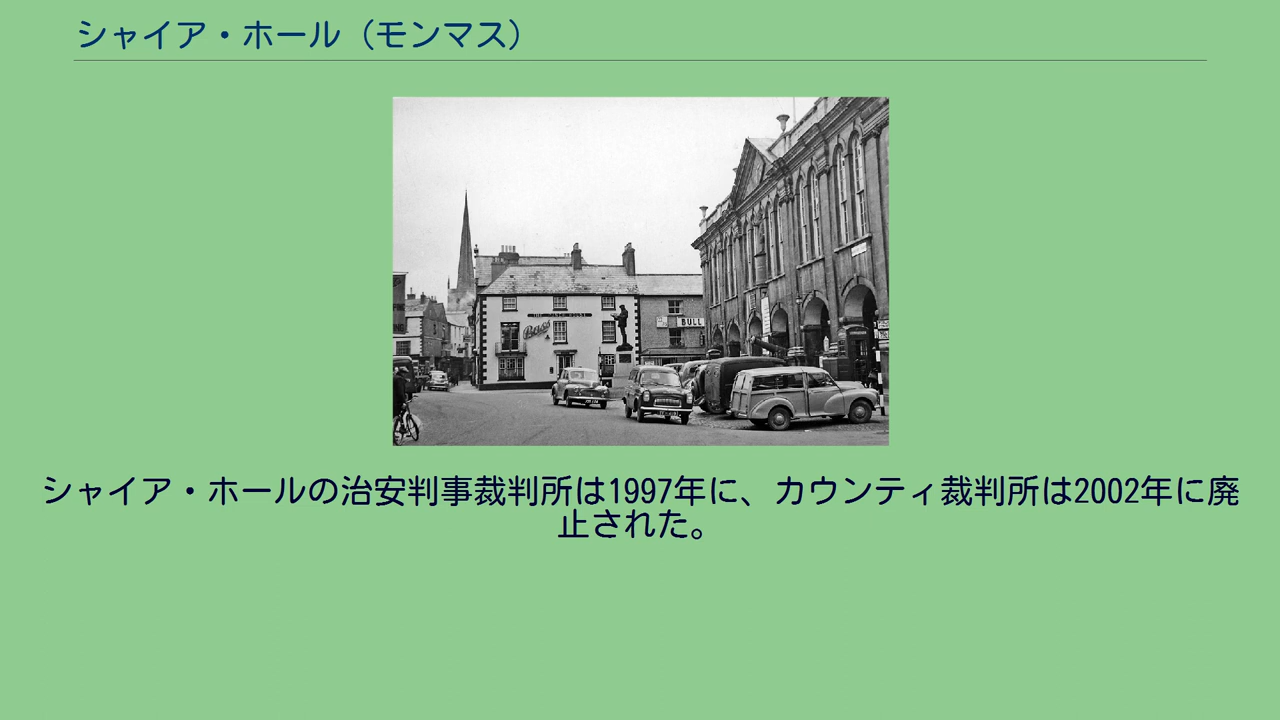 シャイア・ホール（モンマス）
Bass
BULL
シャイア・ホールの治安判事裁判所は1997年に、カウンティ裁判所は2002年に廃
止された。